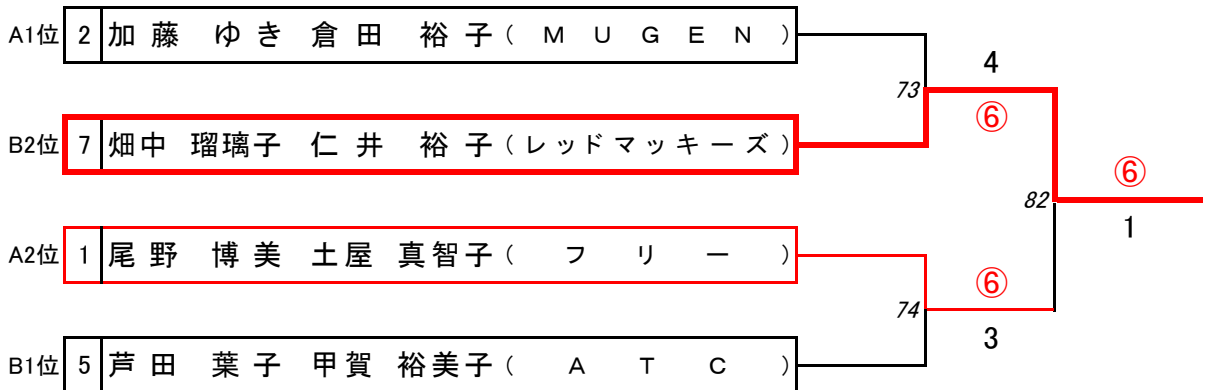 A1位 2 加藤 ゆき 倉田 裕子(MUGEN)
4
73
⑥
B2位 7 畑中 瑠璃子 仁井 裕子(レッドマッキーズ)
⑥
82
1
A2位 1 尾野 博美 土屋 真智子(フリー)
⑥
74
3
B1位 5 芦田 葉子 甲賀 裕美子(ATC)